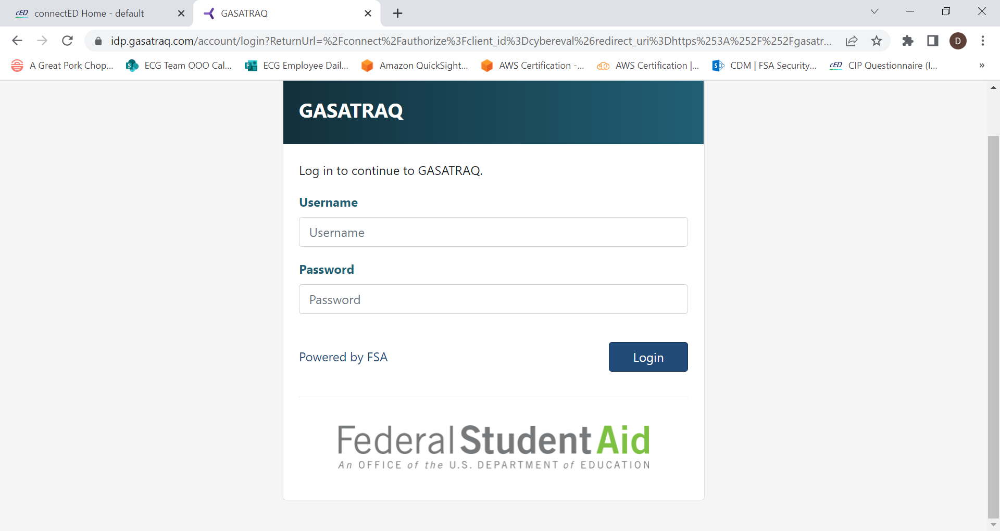 cED connectED Home - default
GASATRAQ
idp.gasatraq.com/account/login?ReturnUrl=%2Fconnect%2Fauthorize%3Fclient_id%3Dcybereval%26redirect_uri%3Dhttps%253A%252F%252Fgasatr...
D
A Great Pork Chop...
S ECG Team OOO Cal...
F ECG Employee Dail...
Amazon QuickSight...
AWS Certification -...
AWS Certification |...
S CDM | FSA Security...
cED CIP Questionnaire (I...
»
GASATRAQ
Log in to continue to GASATRAQ.
Username
Username
Password
Password
Powered by FSA
Login
Federal Student Aid
An OFFICE of the U.S. DEPARTMENT of EDUCATION